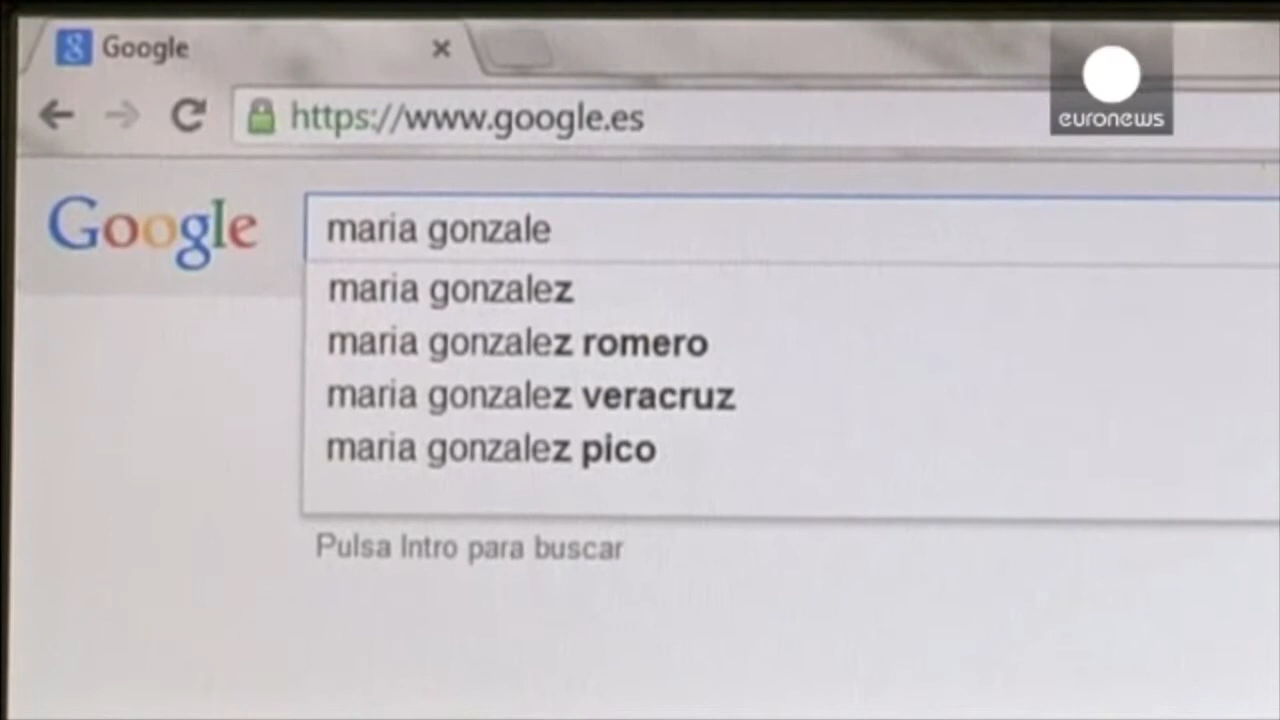 Google
https://www.google.es
euronews
Google
maria gonzale
maria gonzalez
maria gonzalez romero
maria gonzalez veracruz
maria gonzalez pico
Pulsa Intro para buscar